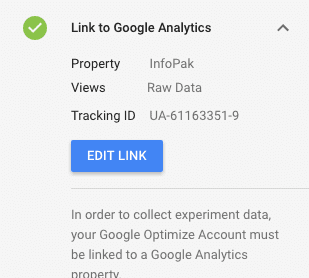 Link to Google Analytics
Property InfoPak
Views Raw Data
Tracking ID UA-61163351-9
EDIT LINK
In order to collect experiment data,
your Google Optimize Account must
be linked to a Google Analytics
property.